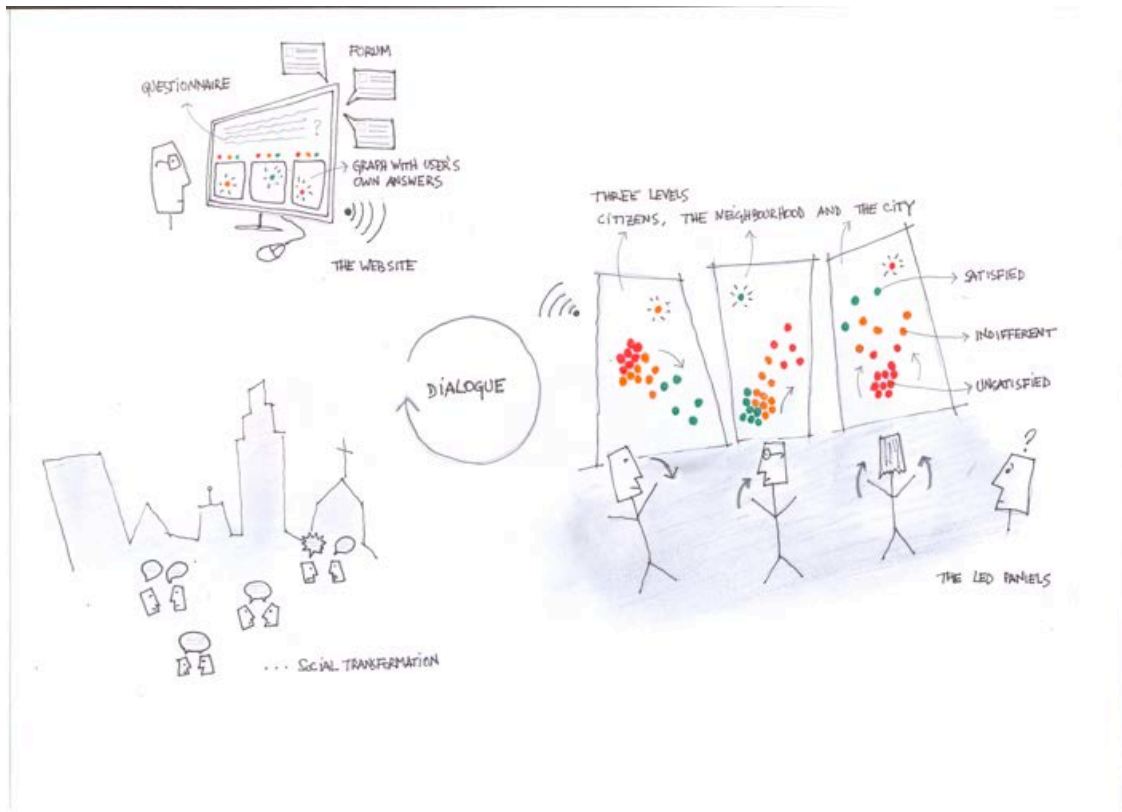 FORUM
QUESTIONNAIRE
?
GRAPH WITH USER'S
OWN ANSWERS
THE WEBSITE
THREE LEVELS
CITIZENS, THE NEIGHBOURHOOD AND THE CITY
SATISFIED
INDIFFERENT
UNSATISFIED
DIALOGUE
?
THE LED PANELS
... SOCIAL TRANSFORMATION